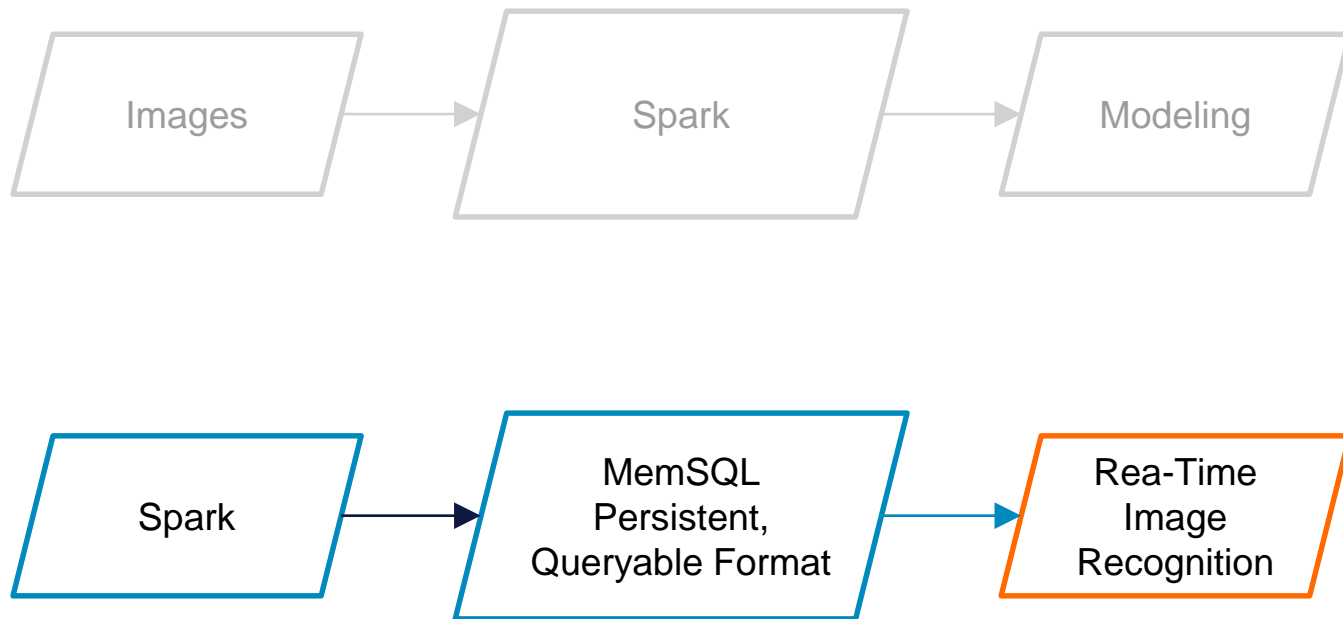 Images
Spark
Modeling
Spark
MemSQL
Persistent,
Queryable Format
Rea-Time
Image
Recognition